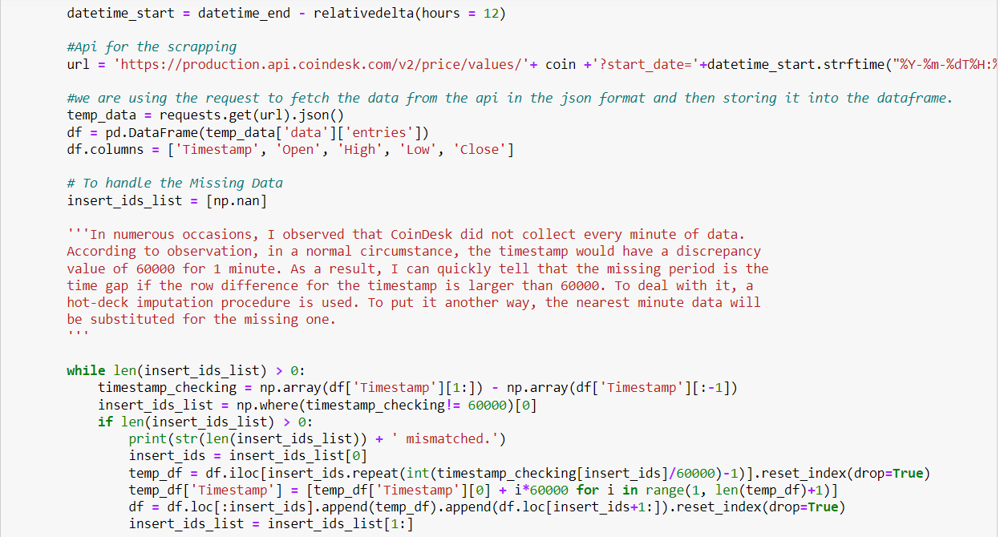 datetime_start = datetime_end - relativedelta(hours = 12)
#Api for the scrapping
url = 'https://production.api.coindesk.com/v2/price/values/'+ coin +'?start_date='+datetime_start.strftime("%Y-%m-%dT%H:%
#we are using the request to fetch the data from the api in the json format and then storing it into the dataframe.
temp_data = requests.get(url).json()
df = pd.DataFrame(temp_data['data']['entries'])
df.columns = ['Timestamp', 'Open', 'High', 'Low', 'Close']
# To handle the Missing Data
insert_ids_list = [np.nan]
'''In numerous occasions, I observed that CoinDesk did not collect every minute of data.
According to observation, in a normal circumstance, the timestamp would have a discrepancy
value of 60000 for 1 minute. As a result, I can quickly tell that the missing period is the
time gap if the row difference for the timestamp is larger than 60000. To deal with it, a
hot-deck imputation procedure is used. To put it another way, the nearest minute data will
be substituted for the missing one.
'''
while len(insert_ids_list) > 0:
    timestamp_checking = np.array(df['Timestamp'][1:]) - np.array(df['Timestamp'][:-1])
    insert_ids_list = np.where(timestamp_checking!= 60000)[0]
    if len(insert_ids_list) > 0:
        print(str(len(insert_ids_list)) + ' mismatched.')
        insert_ids = insert_ids_list[0]
        temp_df = df.iloc[insert_ids.repeat(int(timestamp_checking[insert_ids]/60000)-1)].reset_index(drop=True)
        temp_df['Timestamp'] = [temp_df['Timestamp'][0] + i*60000 for i in range(1, len(temp_df)+1)]
        df = df.loc[:insert_ids].append(temp_df).append(df.loc[insert_ids+1:]).reset_index(drop=True)
        insert_ids_list = insert_ids_list[1:]